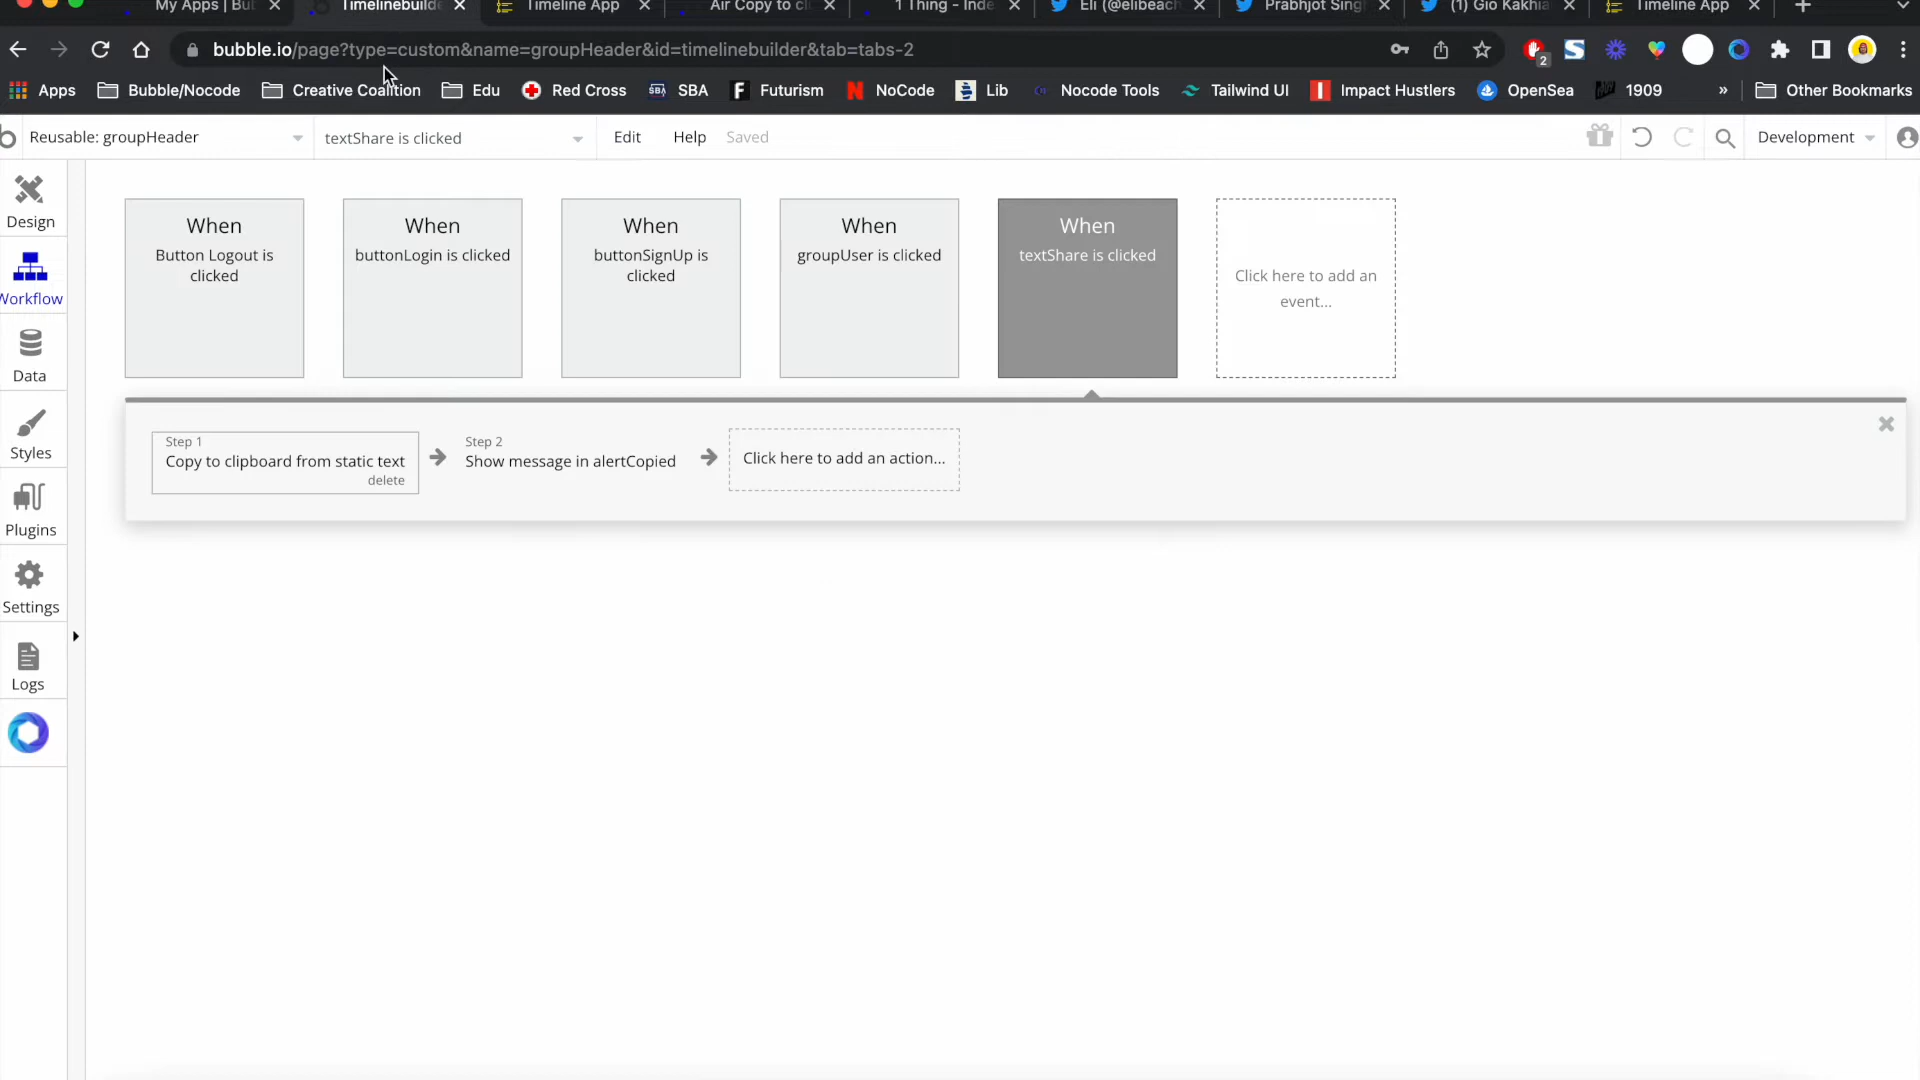 My Apps | Bub
Timelinebuilde
Timeline App
Air Copy to cli
1 Thing - Inde
Eli (@elibeach
Prabhjot Singh
(1) Gio Kakhia
Timeline App
bubble.io/page?type=custom&name=groupHeader&id=timelinebuilder&tab=tabs-2
2
Apps
Bubble/Nocode
Creative Coalition
Edu
Red Cross
SBA
SBA
F
Futurism
N
NoCode
Lib
Nocode Tools
Tailwind UI
Impact Hustlers
OpenSea
1909
»
Other Bookmarks
Reusable: groupHeader
textShare is clicked
Edit
Help
Saved
Development
Design
Workflow
Data
Styles
Plugins
Settings
Logs
When
Button Logout is
clicked
When
buttonLogin is clicked
When
buttonSignUp is
clicked
When
groupUser is clicked
When
textShare is clicked
Click here to add an
event...
Step 1
Copy to clipboard from static text
delete
Step 2
Show message in alertCopied
Click here to add an action...